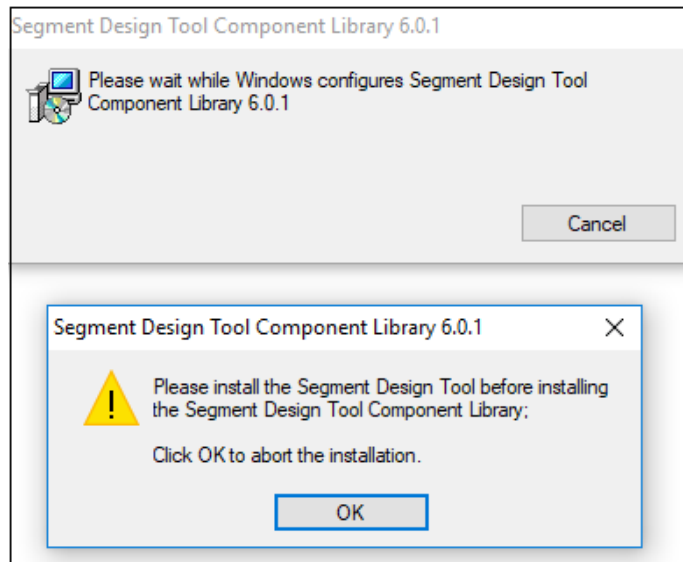 Segment Design Tool Component Library 6.0.1
Please wait while Windows configures Segment Design Tool
Component Library 6.0.1
Cancel
Segment Design Tool Component Library 6.0.1
Please install the Segment Design Tool before installing
the Segment Design Tool Component Library;
Click OK to abort the installation.
OK